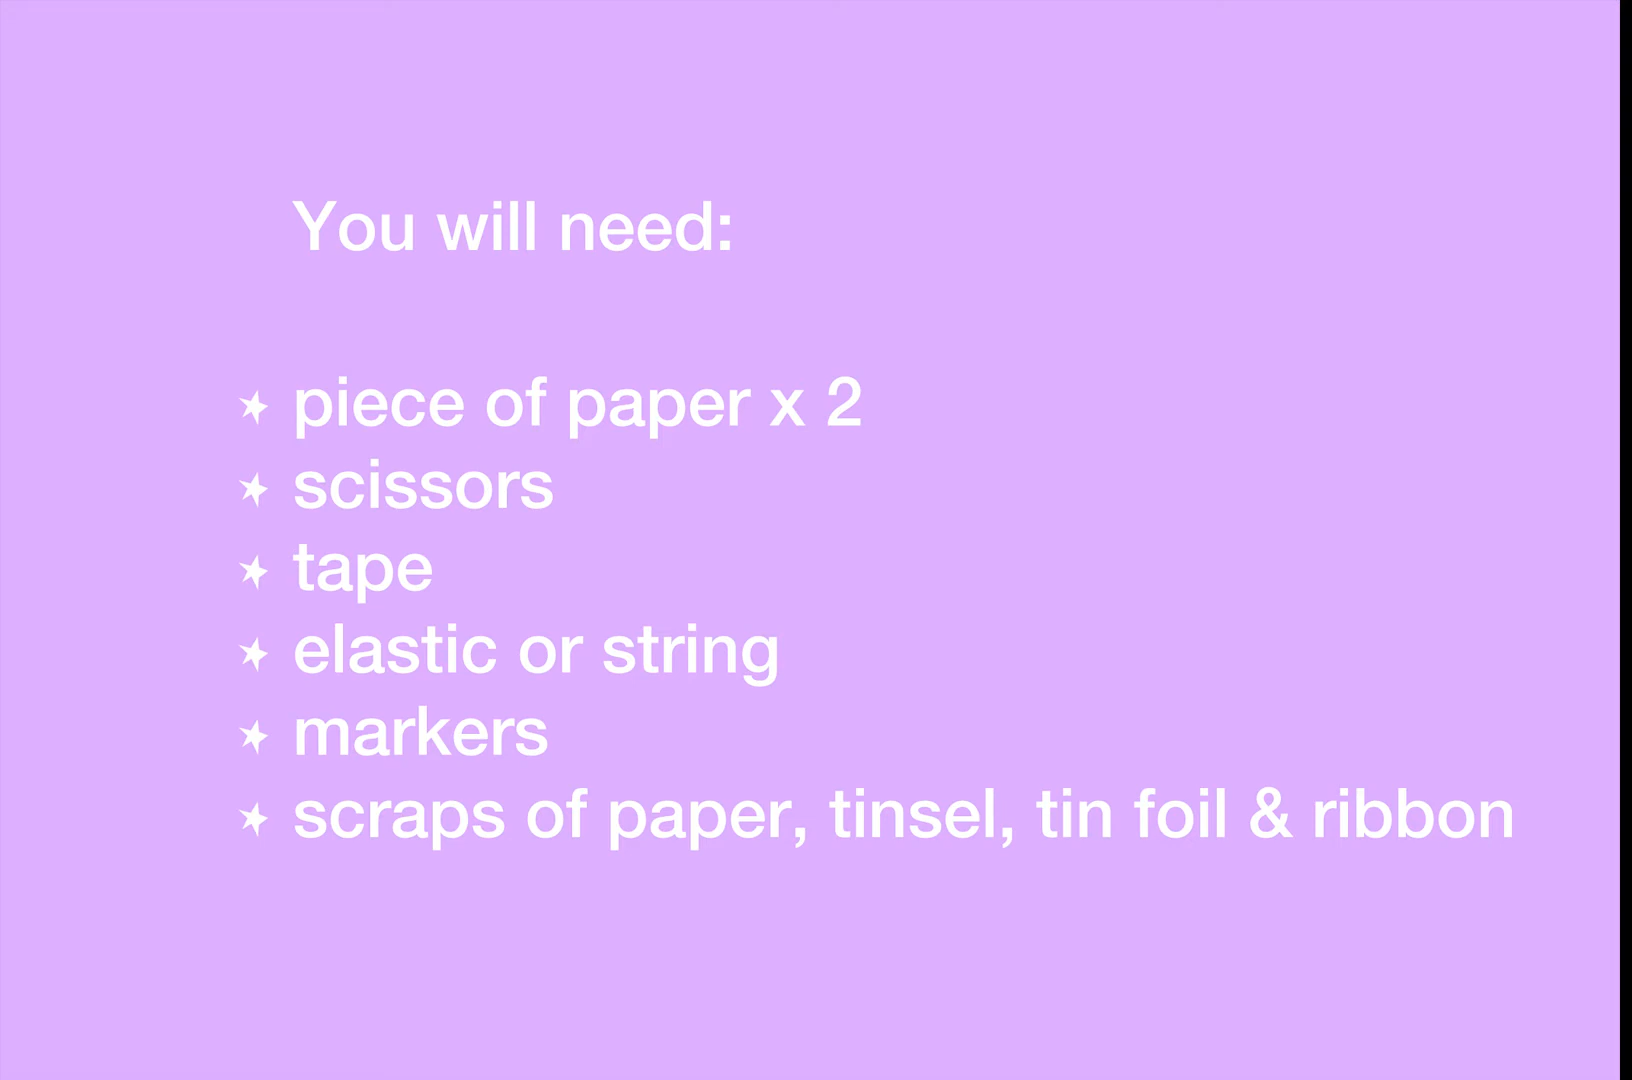 You will need:
★ piece of paper x 2
★ scissors
★ tape
★ elastic or string
★ markers
★ scraps of paper, tinsel, tin foil & ribbon